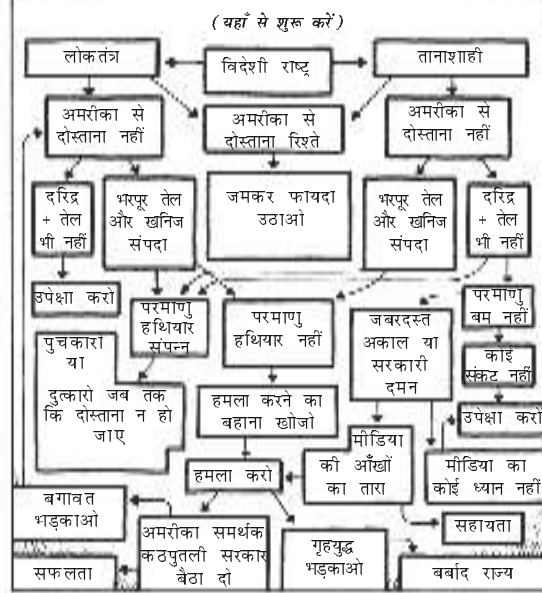 (यहाँ से शुरू करें)
लोकतंत्र
विदेशी राष्ट्र
तानाशाही
अमरीका से
दोस्ताना नहीं
अमरीका से
दोस्ताना रिश्ते
अमरीका से
दोस्ताना नहीं
दरिद्र
+ तेल
भी नहीं
भरपूर तेल
और खनिज
संपदा
जमकर फायदा
उठाओ
भरपूर तेल
और खनिज
संपदा
दरिद्र
+ तेल
भी नहीं
उपेक्षा करो
परमाणु
हथियार
संपन्न
परमाणु
हथियार नहीं
जबरदस्त
अकाल या
सरकारी
दमन
परमाणु
बम नहीं
पुचकारो
या
दुत्कारो जब तक
कि दोस्ताना न हो
जाए
कोई
संकट नहीं
हमला करने का
बहाना खोजो
उपेक्षा करो
मीडिया
की आँखों
का तारा
हमला करो
मीडिया का
कोई ध्यान नहीं
बगावत
भड़काओ
अमरीका समर्थक
कठपुतली सरकार
बैठा दो
गृहयुद्ध
भड़काओ
सहायता
सफलता
बर्बाद राज्य